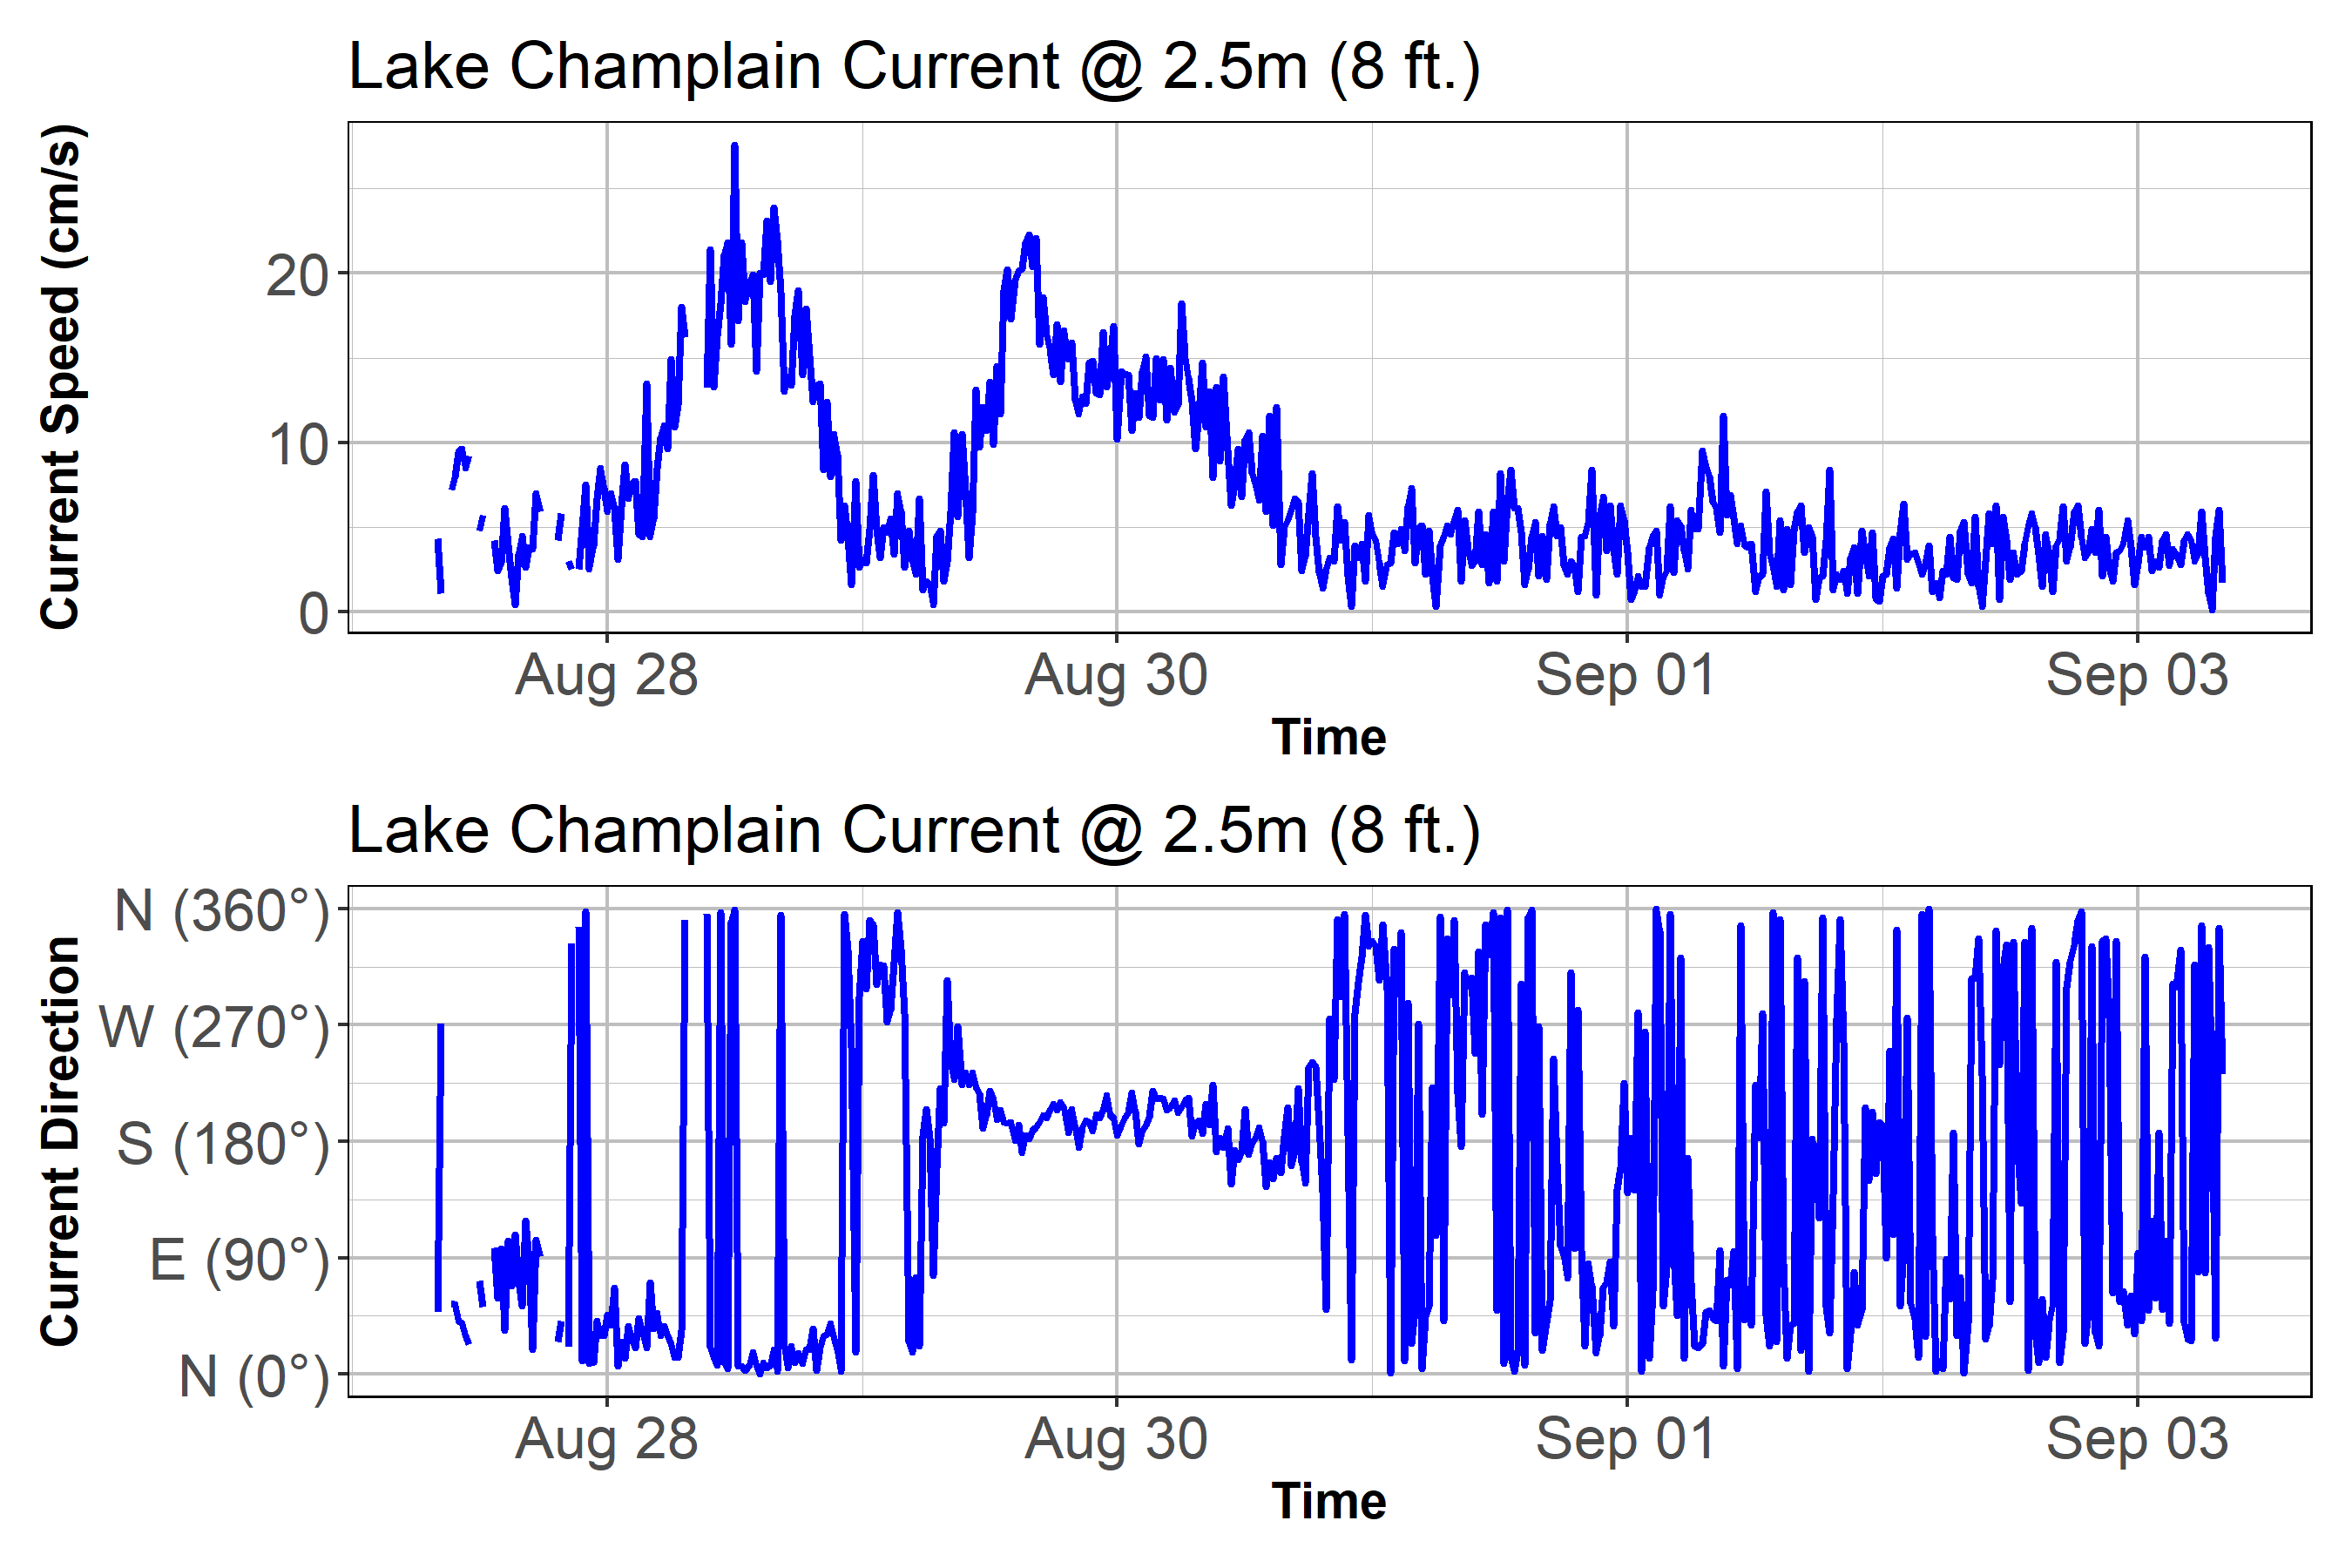 Lake Champlain Current @ 2.5m (8 ft.)
Current Speed (cm/s)
20
10
0
Aug 28
Aug 30
Sep 01
Sep 03
Time
Lake Champlain Current @ 2.5m (8 ft.)
Current Direction
N (360°)
W (270°)
S (180°)
E (90°)
N (0°)
Aug 28
Aug 30
Sep 01
Sep 03
Time